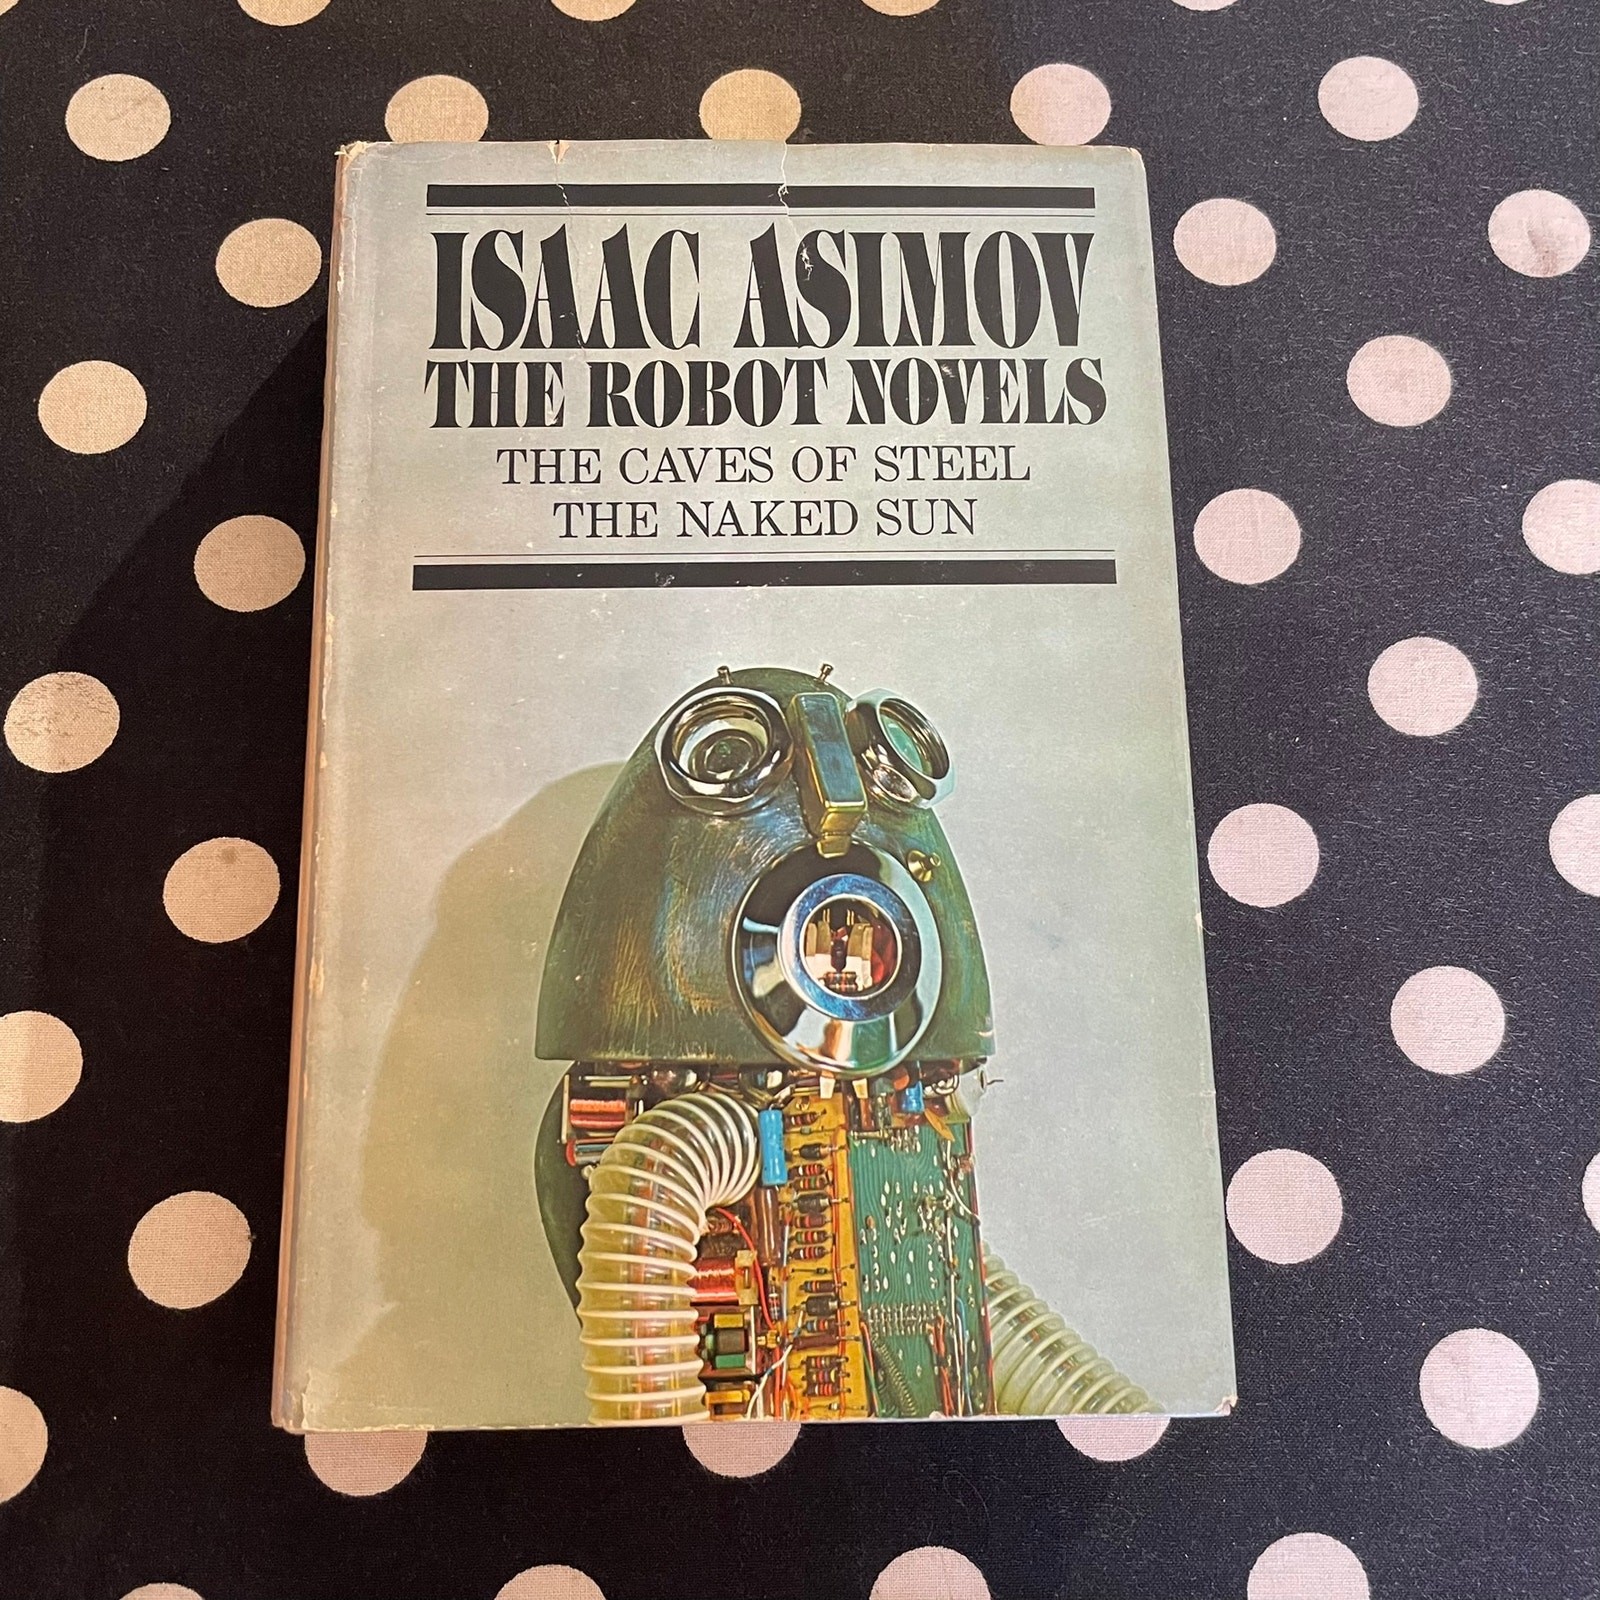 ISAAC ASIMOV
THE ROBOT NOVELS
THE CAVES OF STEEL
THE NAKED SUN